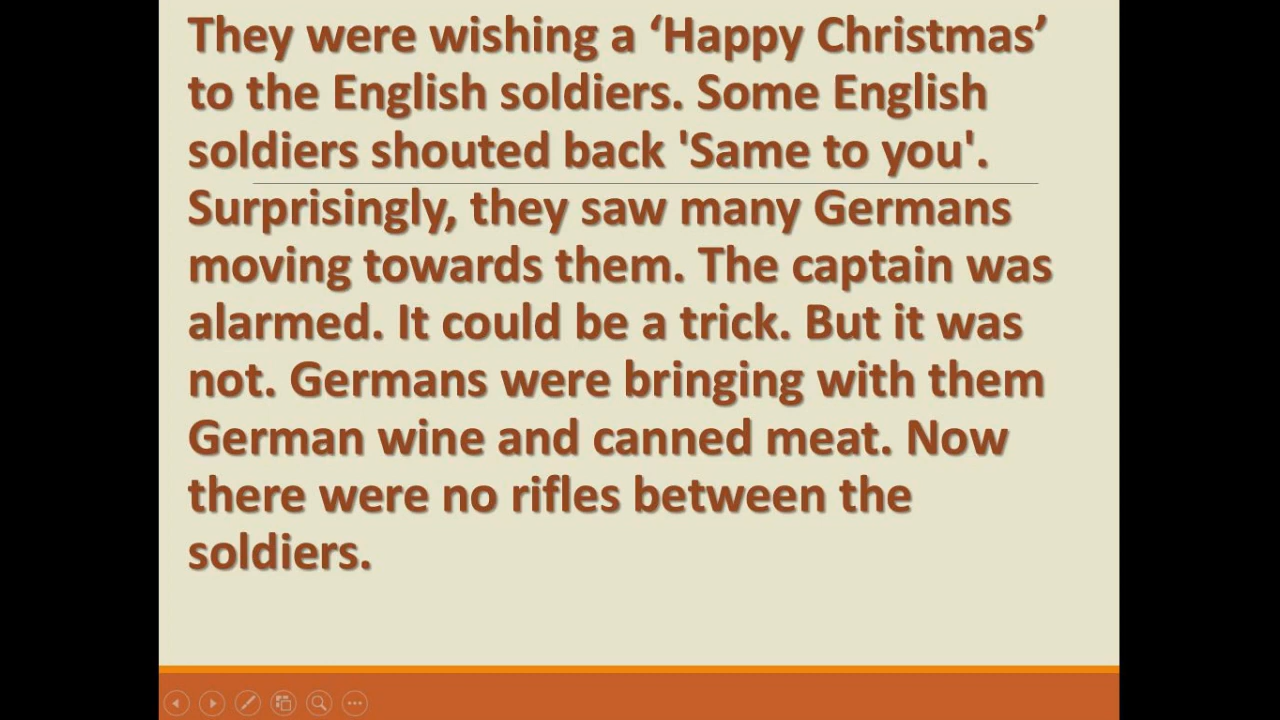 They were wishing a ‘Happy Christmas’
to the English soldiers. Some English
soldiers shouted back 'Same to you'.
Surprisingly, they saw many Germans
moving towards them. The captain was
alarmed. It could be a trick. But it was
not. Germans were bringing with them
German wine and canned meat. Now
there were no rifles between the
soldiers.